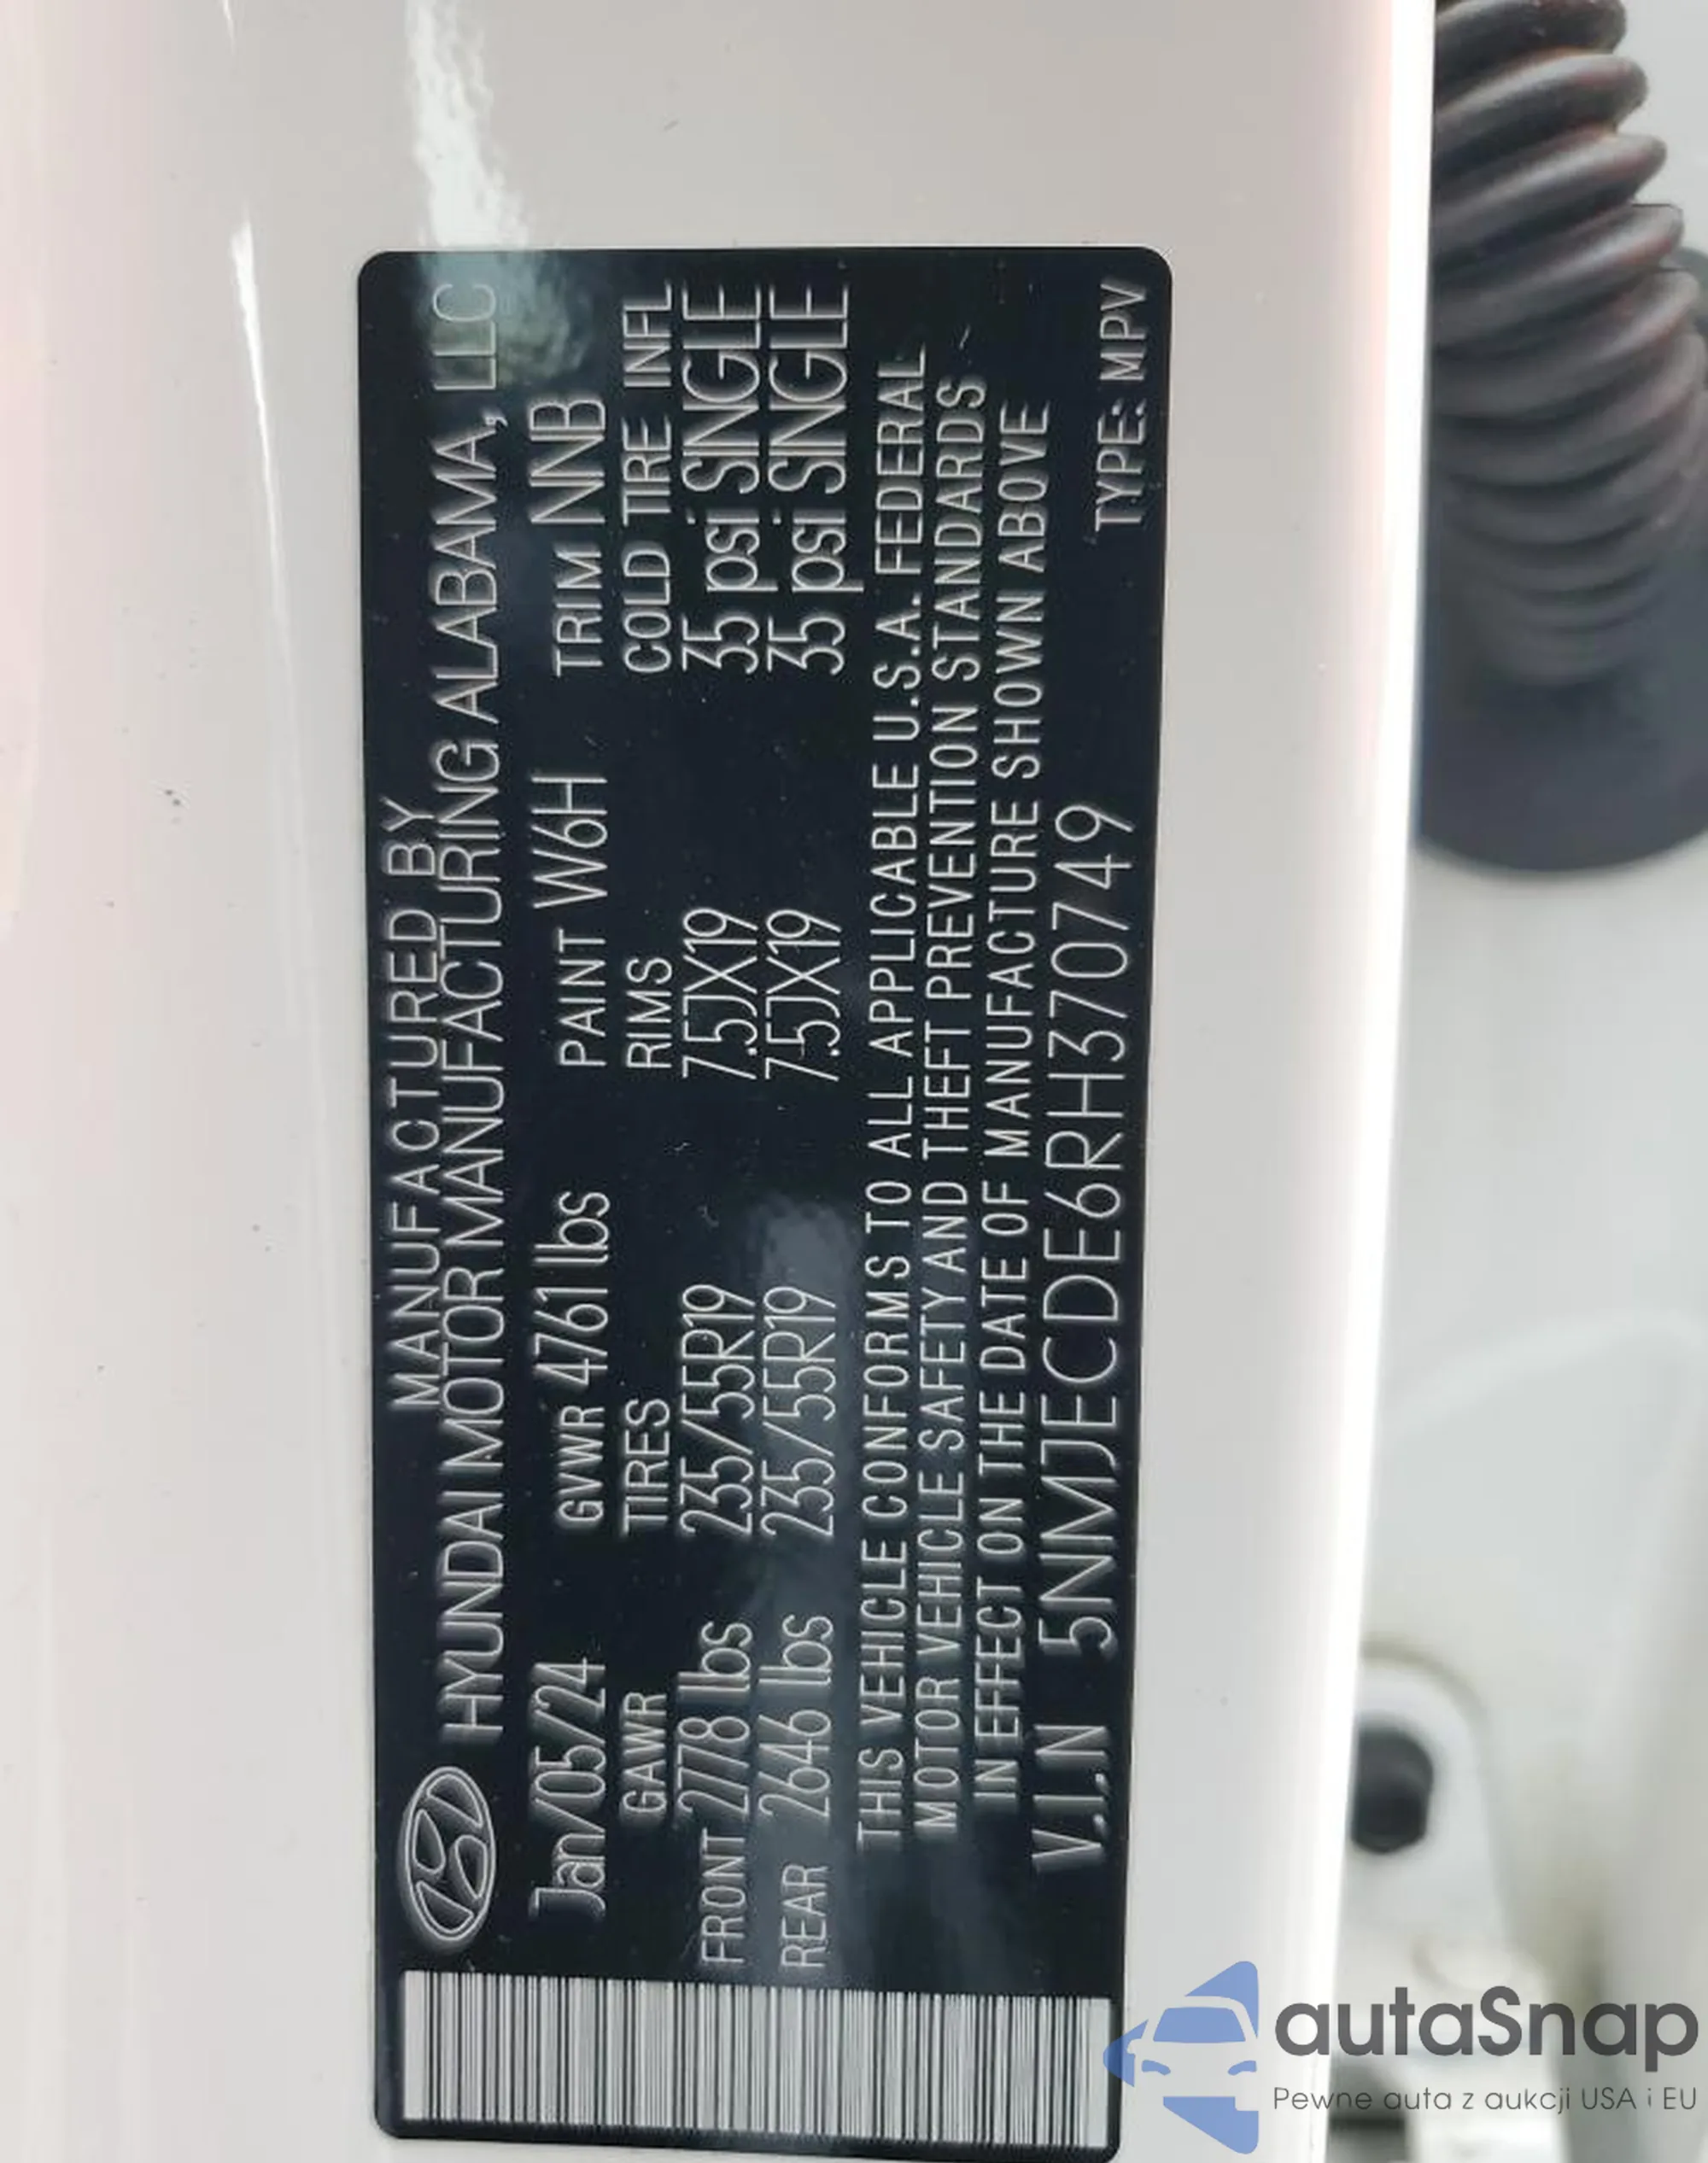 MANUFACTURED BY
HYUNDAI MOTOR MANUFACTURING ALABAMA, LLC
Jan/05/24 GVWR 4761 lbs PAINT W6H TRIM NNB
GAWR TIRES RIMS COLD TIRE INFL
FRONT 2778 lbs 235/55R19 7.5JX19 35 psi SINGLE
REAR 2646 lbs 235/55R19 7.5JX19 35 psi SINGLE
THIS VEHICLE CONFORMS TO ALL APPLICABLE U.S.A. FEDERAL
MOTOR VEHICLE SAFETY AND THEFT PREVENTION STANDARDS
IN EFFECT ON THE DATE OF MANUFACTURE SHOWN ABOVE
V.I.N 5NMJECDE6RH370749 TYPE: MPV
autaSnap
Pewne auta z aukcji USA i EU